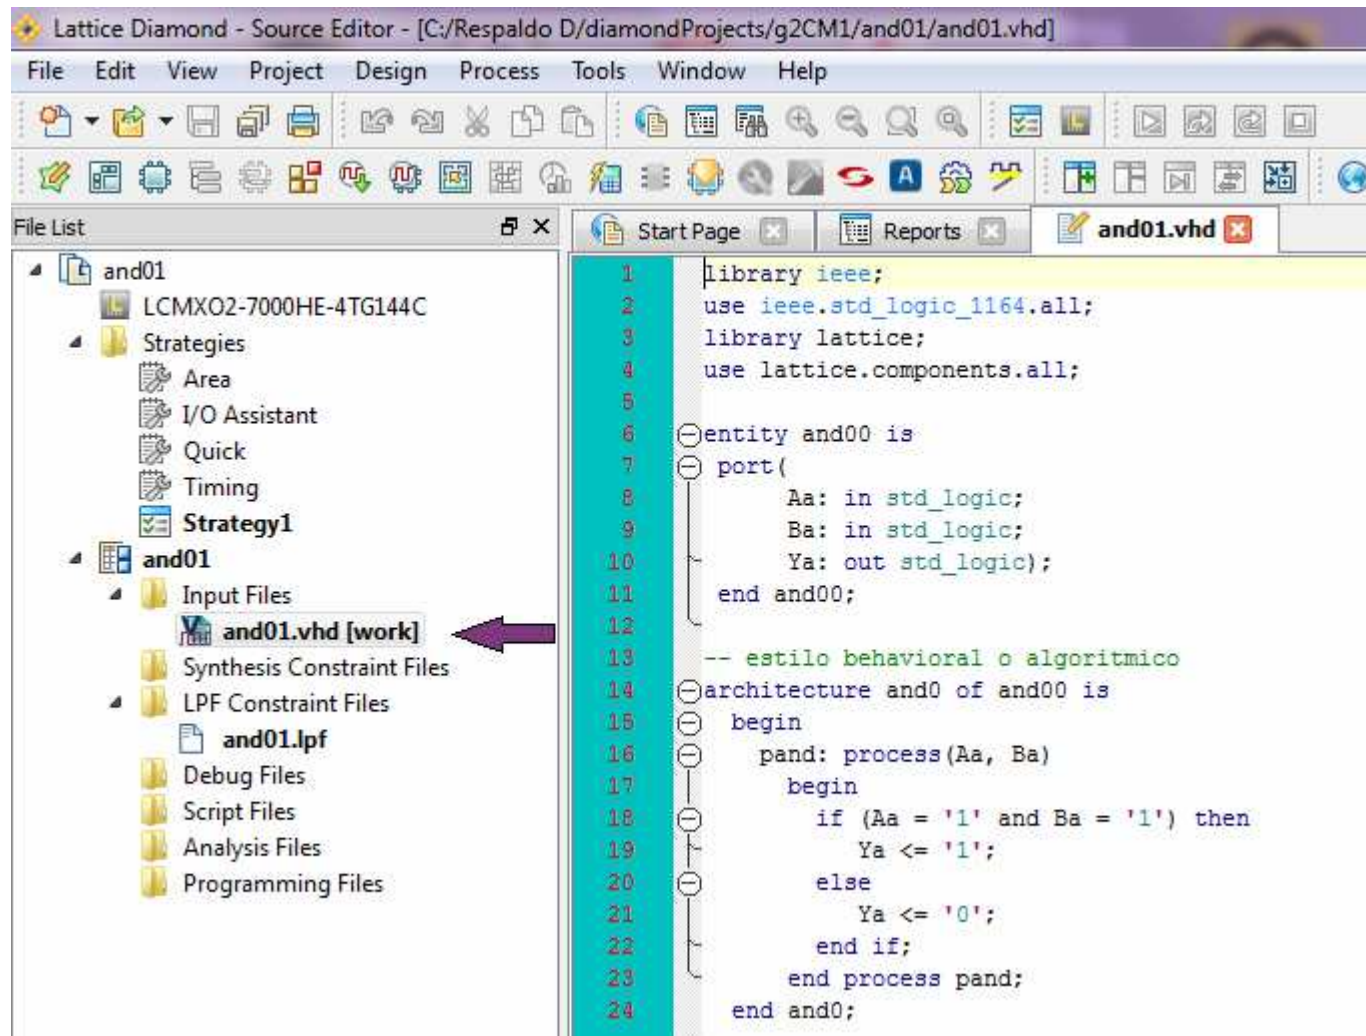 Lattice Diamond - Source Editor - [C:/Respaldo D/diamondProjects/g2CM1/and01/and01.vhd]
File Edit View Project Design Process Tools Window Help
File List
Start Page
Reports
and01.vhd
and01
LCMXO2-7000HE-4TG144C
Strategies
Area
I/O Assistant
Quick
Timing
Strategy1
and01
Input Files
and01.vhd [work]
Synthesis Constraint Files
LPF Constraint Files
and01.lpf
Debug Files
Script Files
Analysis Files
Programming Files
1 library ieee;
2 use ieee.std_logic_1164.all;
3 library lattice;
4 use lattice.components.all;
5
6 entity and00 is
7 port(
8 Aa: in std_logic;
9 Ba: in std_logic;
10 Ya: out std_logic);
11 end and00;
12
13 -- estilo behavioral o algoritmico
14 architecture and0 of and00 is
15 begin
16 pand: process(Aa, Ba)
17 begin
18 if (Aa = '1' and Ba = '1') then
19 Ya <= '1';
20 else
21 Ya <= '0';
22 end if;
23 end process pand;
24 end and0;